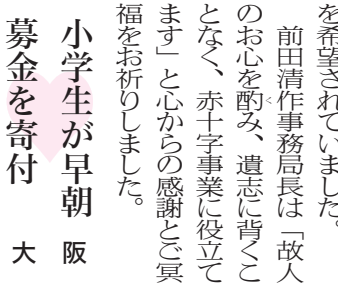 を希望されていました。
前田清作事務局長は「故人
のお心を酌み、遺志に背くこ
となく、赤十字事業に役立て
ます」と心からの感謝とご冥
福をお祈りしました。
小学生が早朝
募金を寄付
大阪